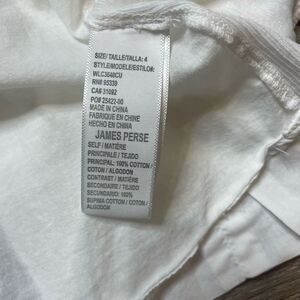 SIZE/TAILLE/TALLA: 4
STYLE/MODELE/ESTILO#:
WLC3640CU
RN# 95339
CA# 31092
PO# 25422-00
MADE IN CHINA
FABRIQUE EN CHINE
HECHO EN CHINA
JAMES PERSE
SELF / MATIÈRE
PRINCIPALE / TEJIDO
PRINCIPAL: 100% COTTON /
COTON / ALGODON
CONTRAST / MATIÈRE
SECONDAIRE / TEJIDO
SECUNDARIO: 100%
SUPIMA COTTON / COTON /
ALGODON